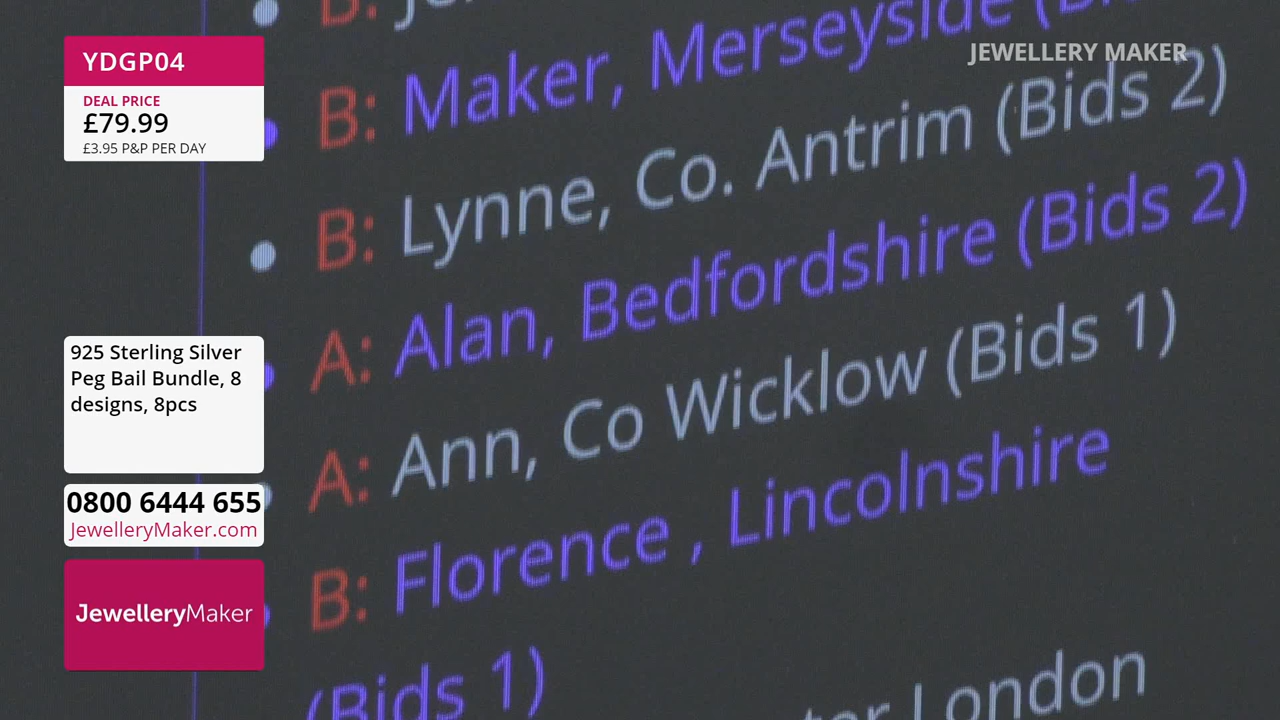 YDGP04
DEAL PRICE
£79.99
£3.95 P&P PER DAY
925 Sterling Silver
Peg Bail Bundle, 8
designs, 8pcs
0800 6444 655
JewelleryMaker.com
JewelleryMaker
JEWELLERY MAKER
B:
B: Maker, Merseyside
B: Lynne, Co. Antrim (Bids 2)
A: Alan, Bedfordshire (Bids 2)
A: Ann, Co Wicklow (Bids 1)
B: Florence , Lincolnshire
(Bids 1)
London